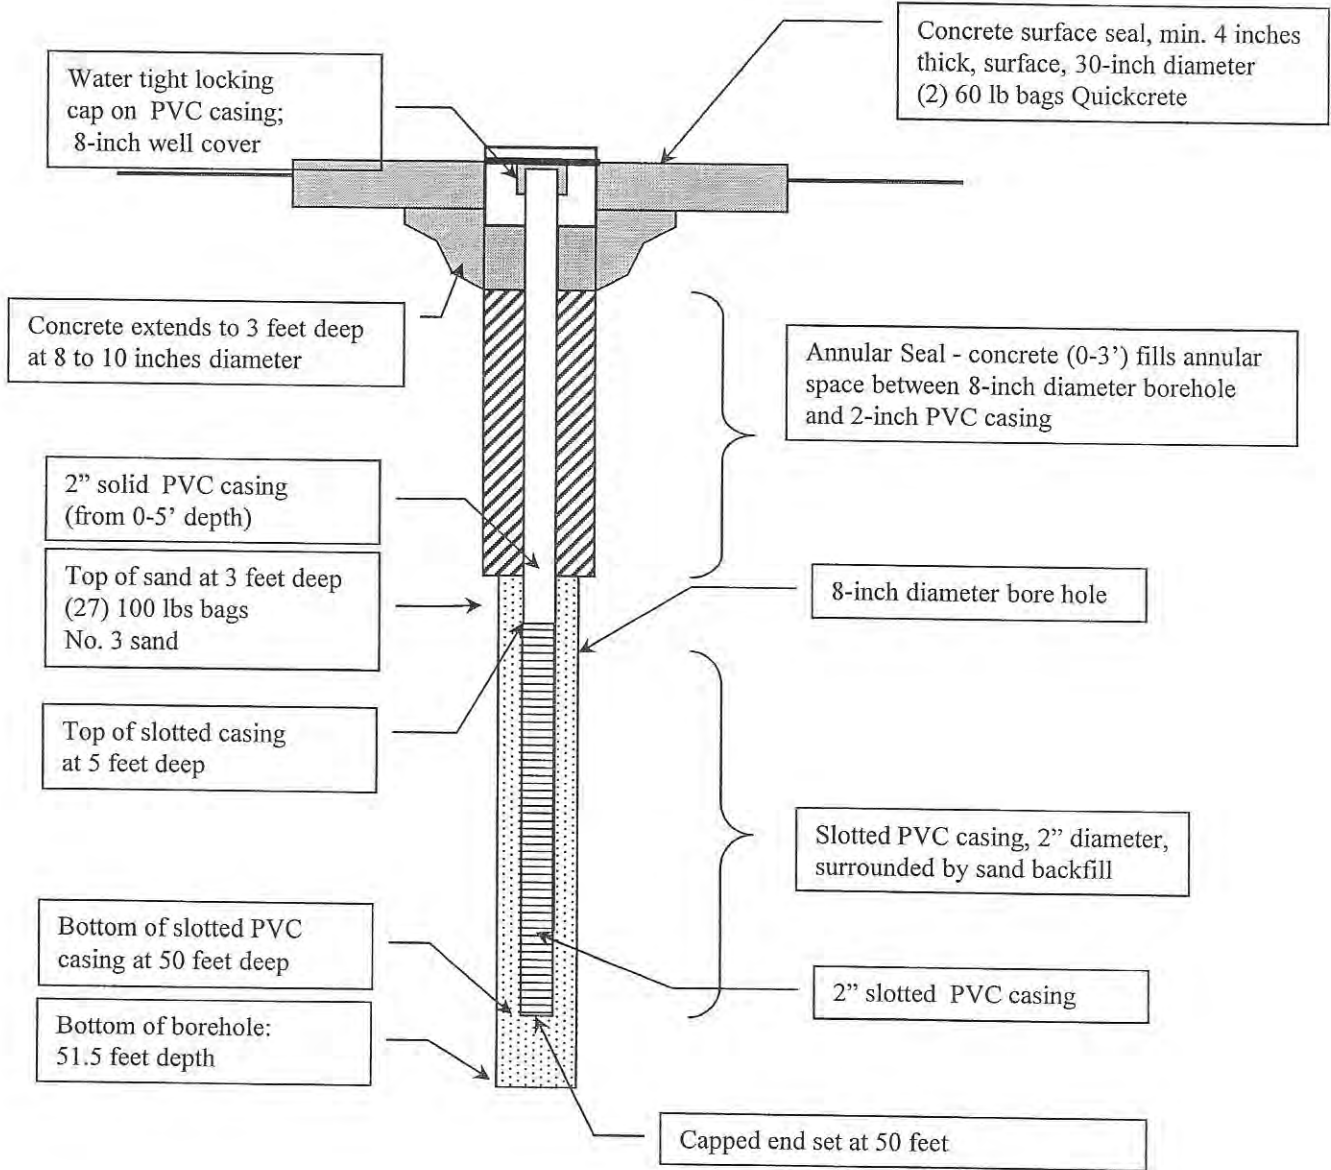 Water tight locking
cap on PVC casing;
8-inch well cover
Concrete surface seal, min. 4 inches
thick, surface, 30-inch diameter
(2) 60 lb bags Quickcrete
Concrete extends to 3 feet deep
at 8 to 10 inches diameter
Annular Seal - concrete (0-3’) fills annular
space between 8-inch diameter borehole
and 2-inch PVC casing
2” solid PVC casing
(from 0-5’ depth)
Top of sand at 3 feet deep
(27) 100 lbs bags
No. 3 sand
8-inch diameter bore hole
Top of slotted casing
at 5 feet deep
Slotted PVC casing, 2” diameter,
surrounded by sand backfill
Bottom of slotted PVC
casing at 50 feet deep
2” slotted PVC casing
Bottom of borehole:
51.5 feet depth
Capped end set at 50 feet